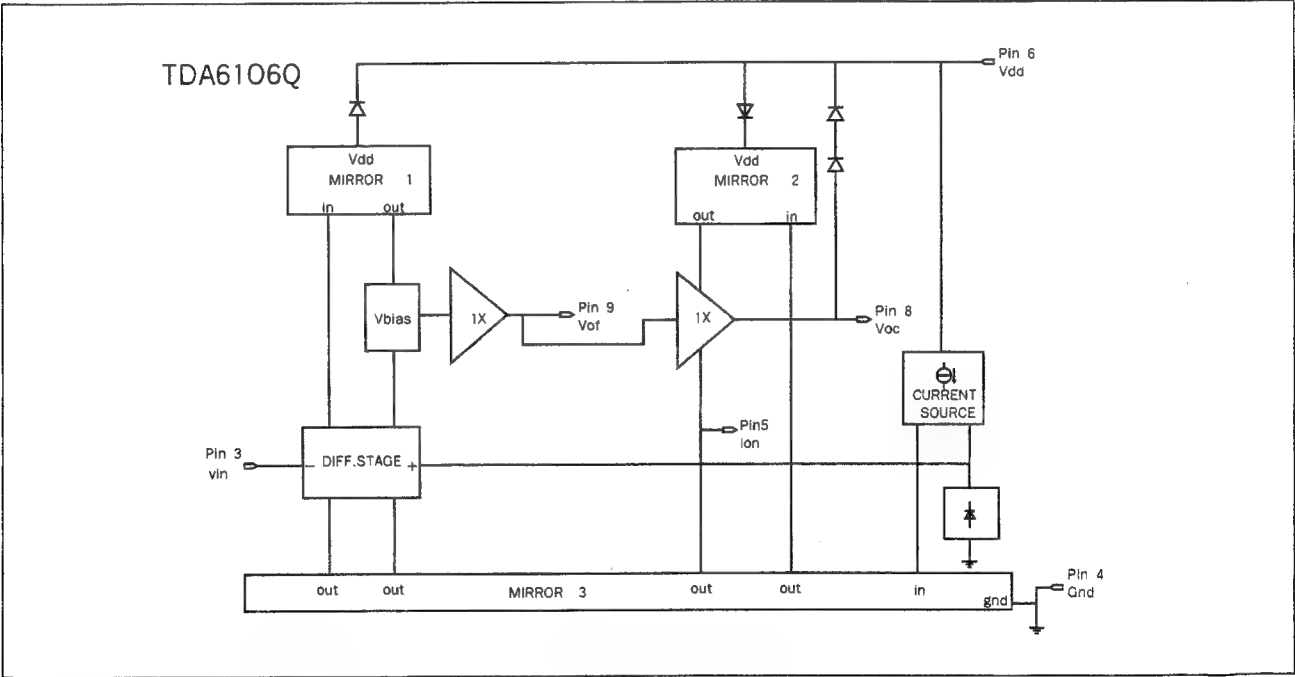 TDA6106Q
Pin 6
Vdd
Vdd
MIRROR 1
in out
Vdd
MIRROR 2
out in
Vbias
1X
Pin 9
Vof
1X
Pin 8
Voc
CURRENT
SOURCE
Pin5
Ion
Pin 3
vin
- DIFF.STAGE +
out out MIRROR 3 out out in gnd
Pin 4
Gnd